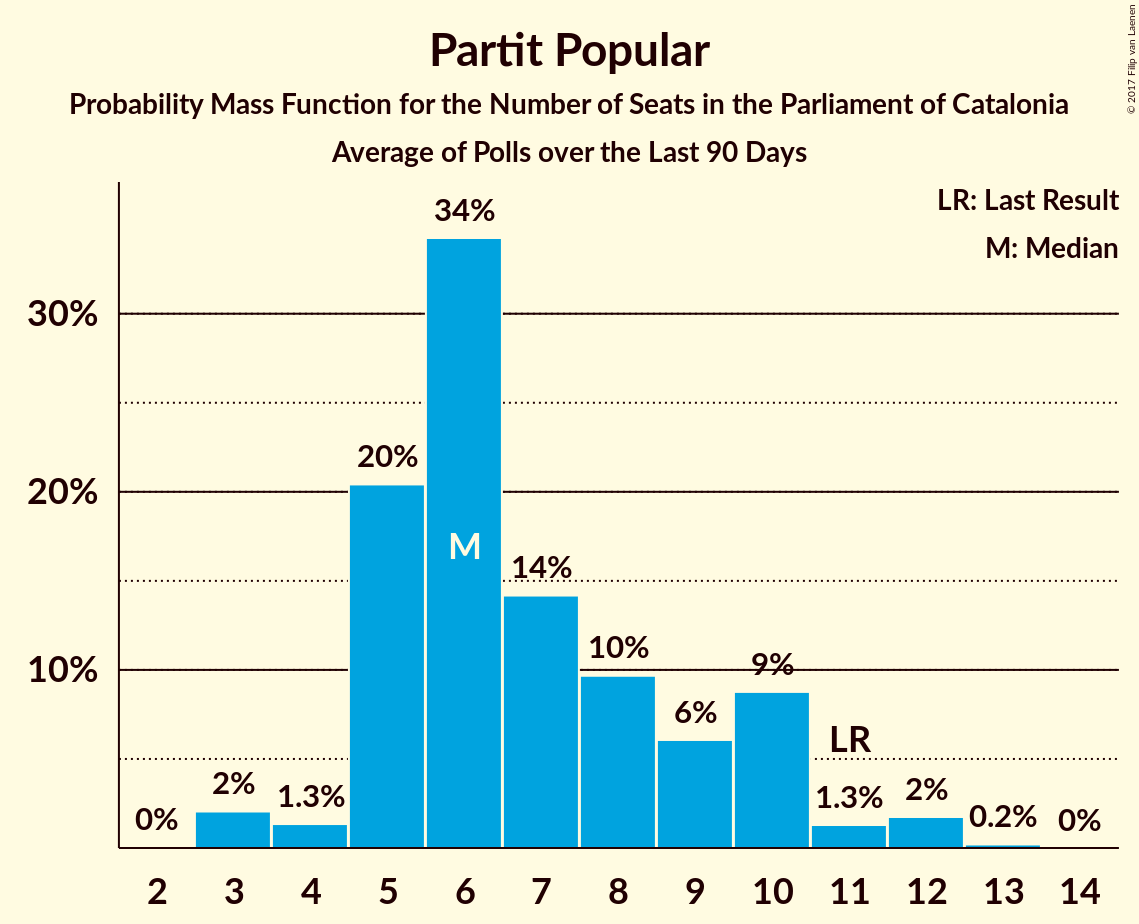 Partit Popular
Probability Mass Function for the Number of Seats in the Parliament of Catalonia
Average of Polls over the Last 90 Days
© 2017 Filip van Laenen
LR: Last Result
M: Median
34%
30%
20%
20%
M
14%
10%
10%
9%
6%
LR
2%
1.3%
1.3%
2%
0%
0.2%
0%
2 3 4 5 6 7 8 9 10 11 12 13 14